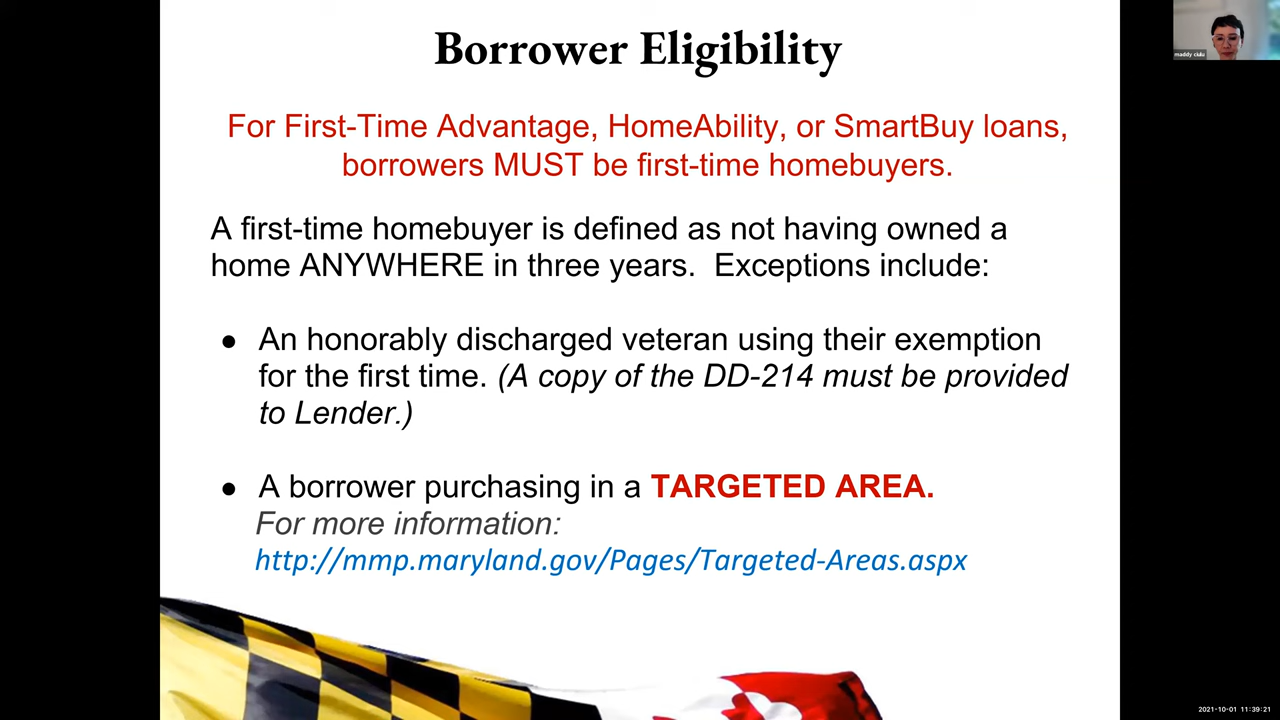 Borrower Eligibility
For First-Time Advantage, HomeAbility, or SmartBuy loans,
borrowers MUST be first-time homebuyers.
A first-time homebuyer is defined as not having owned a
home ANYWHERE in three years.  Exceptions include:
● An honorably discharged veteran using their exemption
for the first time. (A copy of the DD-214 must be provided
to Lender.)
● A borrower purchasing in a TARGETED AREA.
For more information:
http://mmp.maryland.gov/Pages/Targeted-Areas.aspx
maddy ciulu
2021-10-01 11:39:21